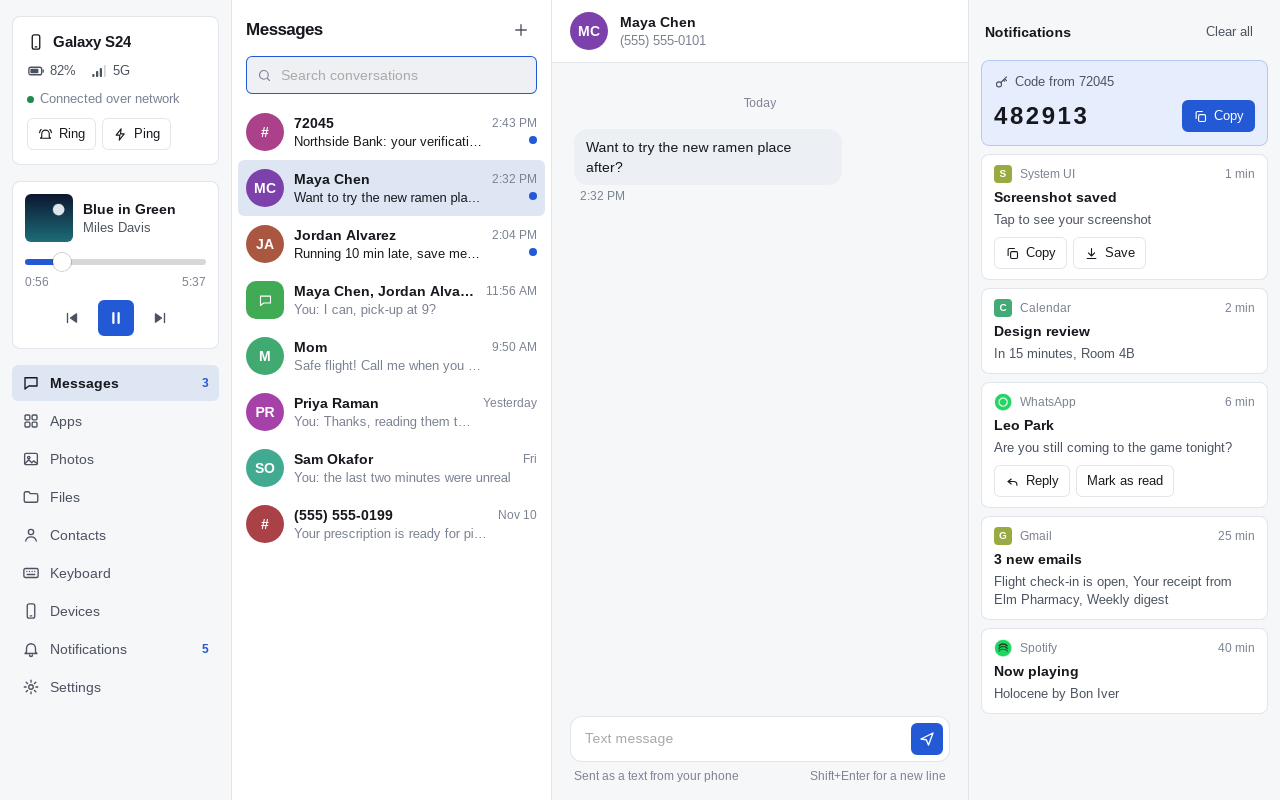 Galaxy S24
82% 5G
Connected over network
Ring Ping
Blue in Green
Miles Davis
0:56 5:37
Messages 3
Apps
Photos
Files
Contacts
Keyboard
Devices
Notifications 5
Settings
Messages
Search conversations
# 72045 2:43 PM
Northside Bank: your verificati…
MC Maya Chen 2:32 PM
Want to try the new ramen pla…
JA Jordan Alvarez 2:04 PM
Running 10 min late, save me…
Maya Chen, Jordan Alva… 11:56 AM
You: I can, pick-up at 9?
M Mom 9:50 AM
Safe flight! Call me when you …
PR Priya Raman Yesterday
You: Thanks, reading them t…
SO Sam Okafor Fri
You: the last two minutes were unreal
# (555) 555-0199 Nov 10
Your prescription is ready for pi…
MC Maya Chen
(555) 555-0101
Today
Want to try the new ramen place
after?
2:32 PM
Text message
Sent as a text from your phone Shift+Enter for a new line
Notifications Clear all
Code from 72045
482913 Copy
S System UI 1 min
Screenshot saved
Tap to see your screenshot
Copy Save
C Calendar 2 min
Design review
In 15 minutes, Room 4B
WhatsApp 6 min
Leo Park
Are you still coming to the game tonight?
Reply Mark as read
G Gmail 25 min
3 new emails
Flight check-in is open, Your receipt from
Elm Pharmacy, Weekly digest
Spotify 40 min
Now playing
Holocene by Bon Iver